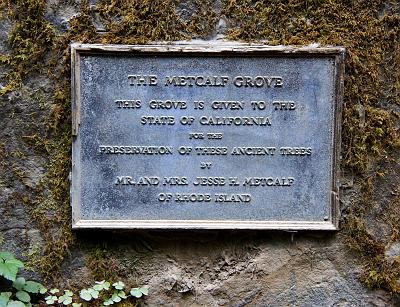 THE METCALF GROVE
THIS GROVE IS GIVEN TO THE
STATE OF CALIFORNIA
FOR THE
PRESERVATION OF THESE ANCIENT TREES
BY
MR. AND MRS. JESSE H. METCALF
OF RHODE ISLAND